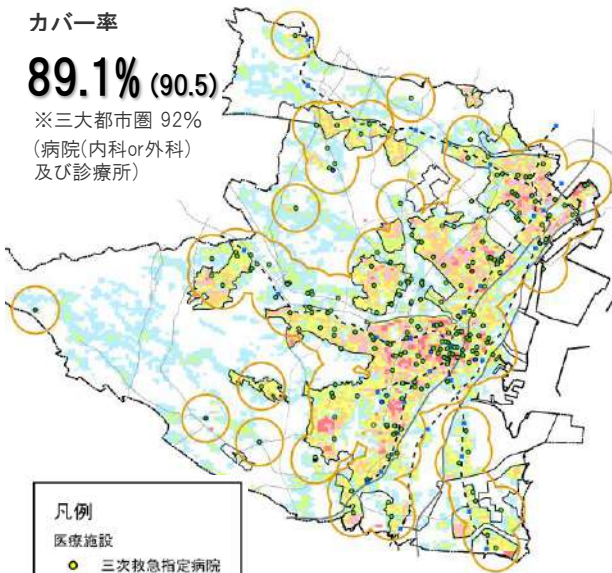 カバー率
89.1% (90.5)
※三大都市圏 92%
(病院(内科or外科)
及び診療所)
凡例
医療施設
三次救急指定病院